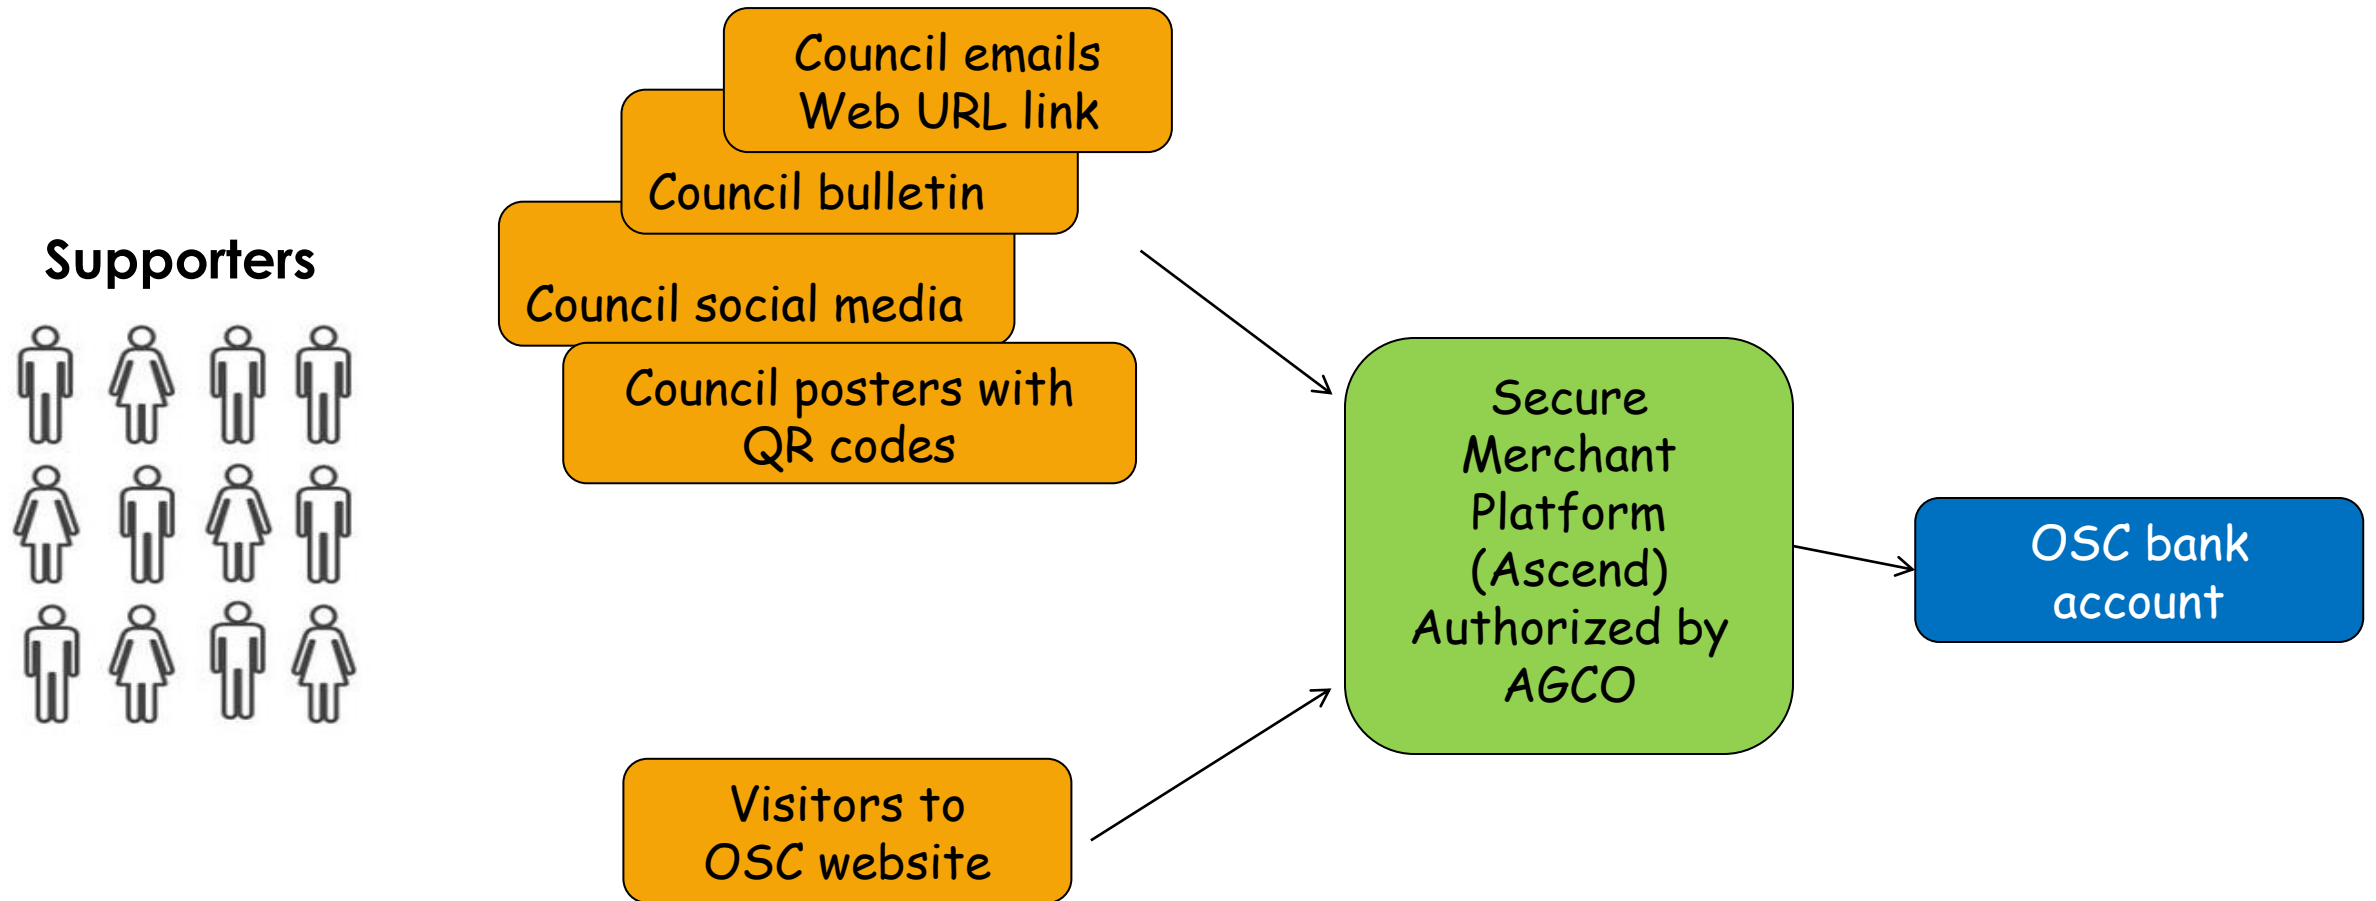 Supporters
Council emails
Web URL link
Council bulletin
Council social media
Council posters with
QR codes
Visitors to
OSC website
Secure
Merchant
Platform
(Ascend)
Authorized by
AGCO
OSC bank
account